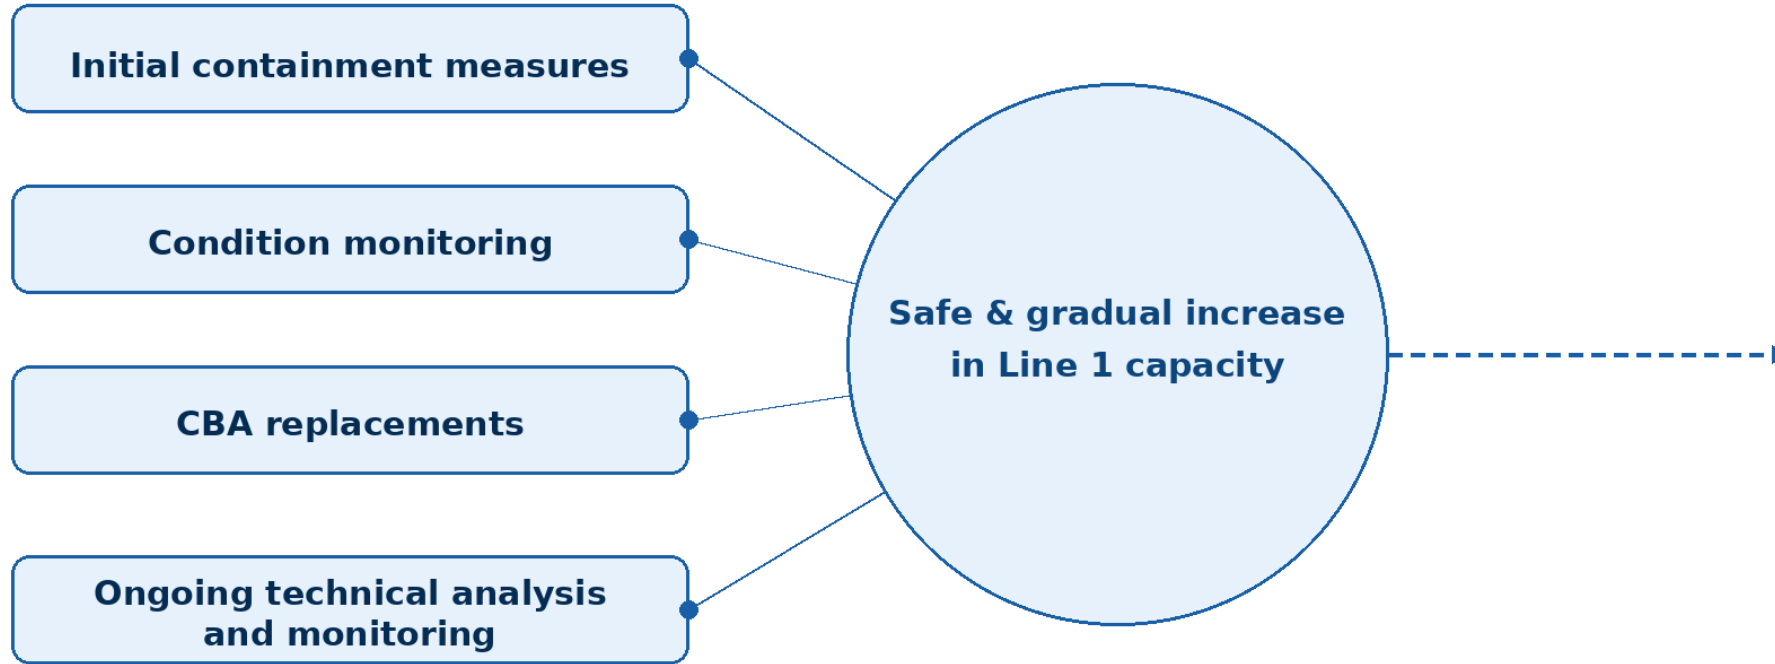 Initial containment measures
Condition monitoring
CBA replacements
Ongoing technical analysis
and monitoring
Safe & gradual increase
in Line 1 capacity